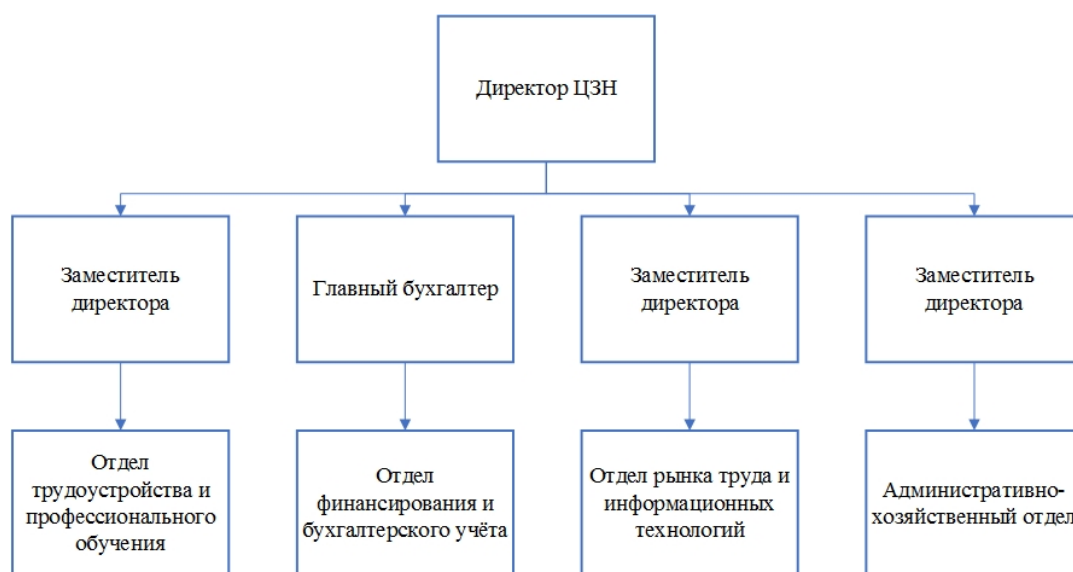 Директор ЦЗН
Заместитель
директора
Главный бухгалтер
Заместитель
директора
Заместитель
директора
Отдел
трудоустройства и
профессионального
обучения
Отдел
финансирования и
бухгалтерского учёта
Отдел рынка труда и
информационных
технологий
Административно-
хозяйственный отдел